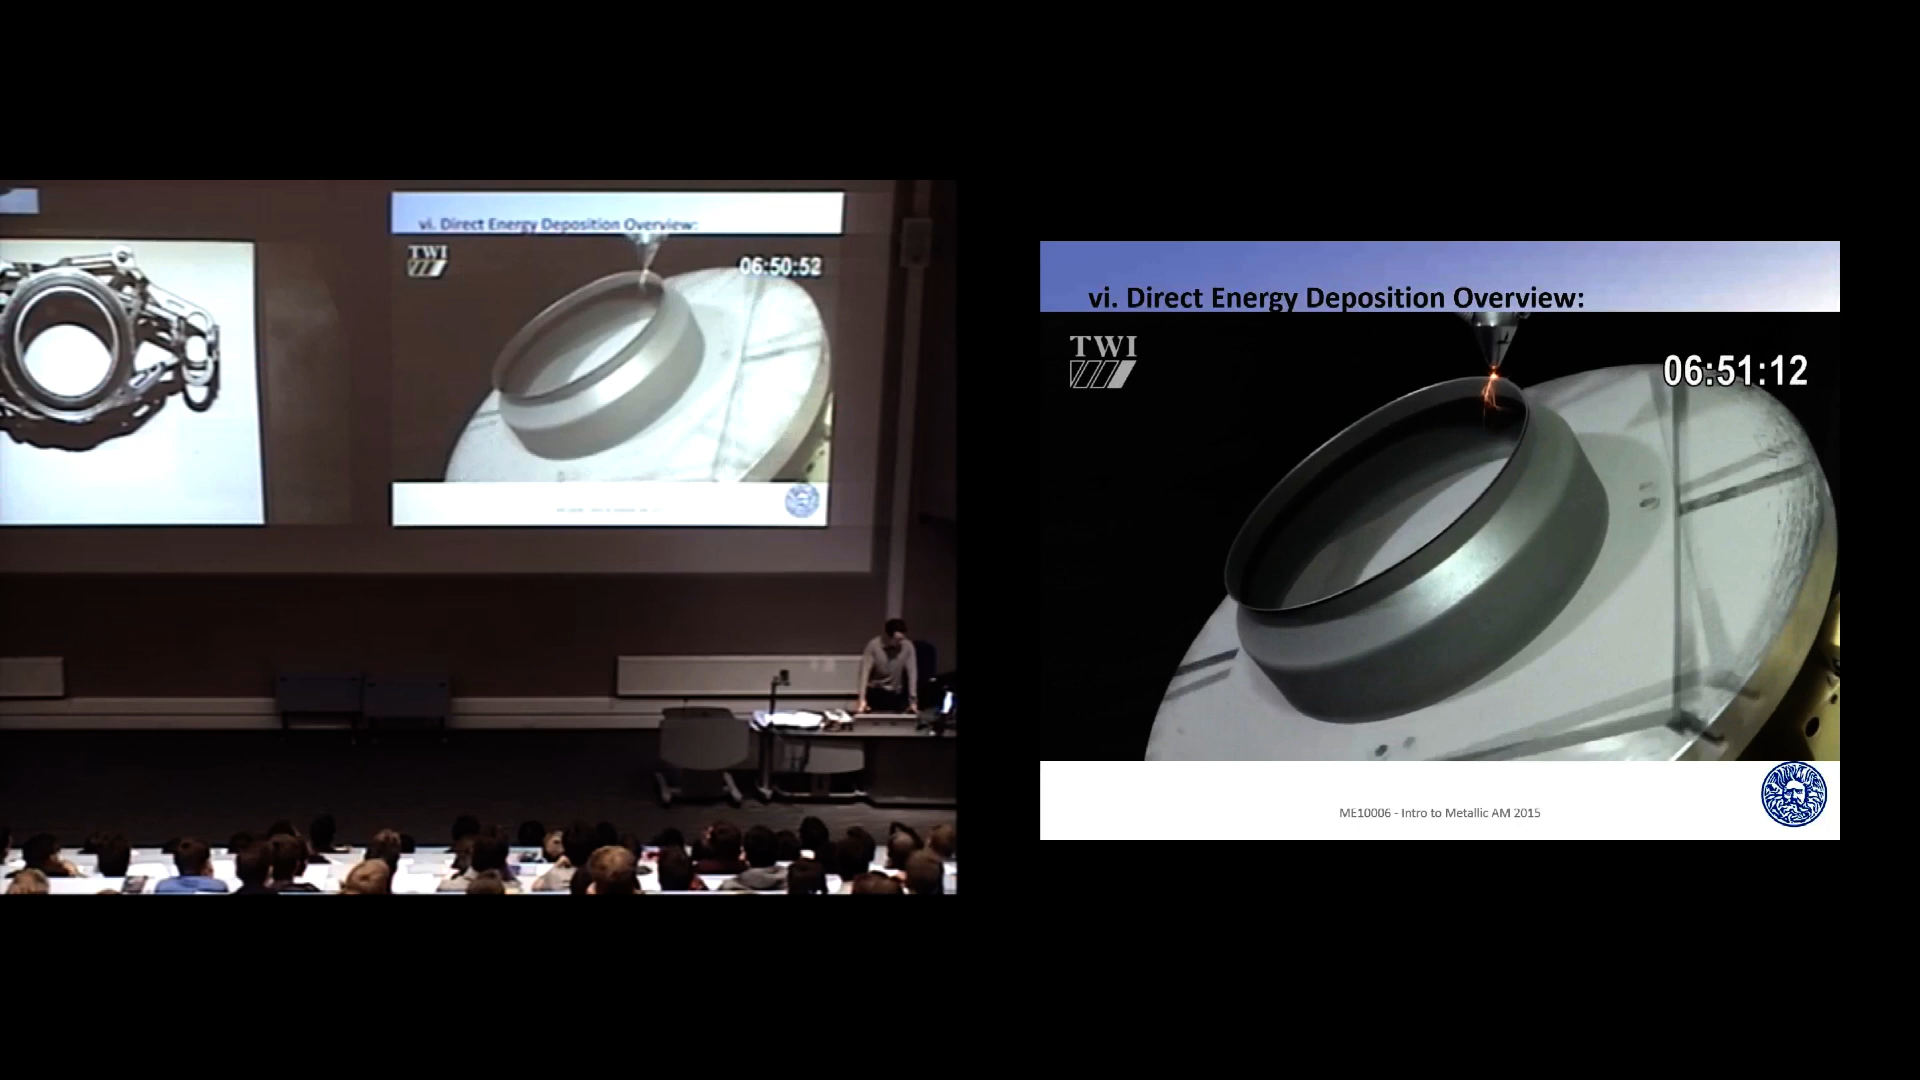 vi. Direct Energy Deposition Overview:
TWI
06:50:52
vi. Direct Energy Deposition Overview:
TWI
06:51:12
ME10006 - Intro to Metallic AM 2015